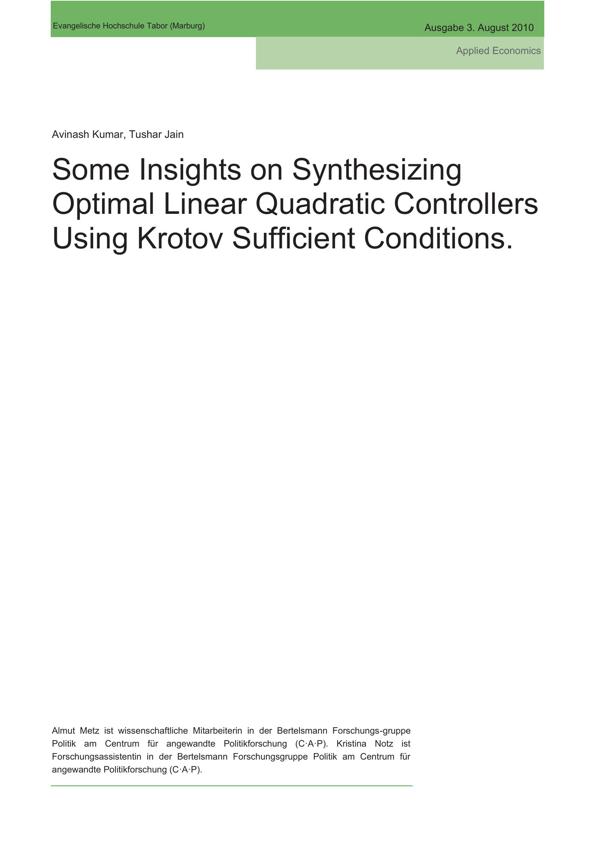 Evangelische Hochschule Tabor (Marburg)
Ausgabe 3. August 2010
Applied Economics
Avinash Kumar, Tushar Jain
Some Insights on Synthesizing
Optimal Linear Quadratic Controllers
Using Krotov Sufficient Conditions.
Almut Metz ist wissenschaftliche Mitarbeiterin in der Bertelsmann Forschungs-gruppe
Politik am Centrum für angewandte Politikforschung (C·A·P). Kristina Notz ist
Forschungsassistentin in der Bertelsmann Forschungsgruppe Politik am Centrum für
angewandte Politikforschung (C·A·P).